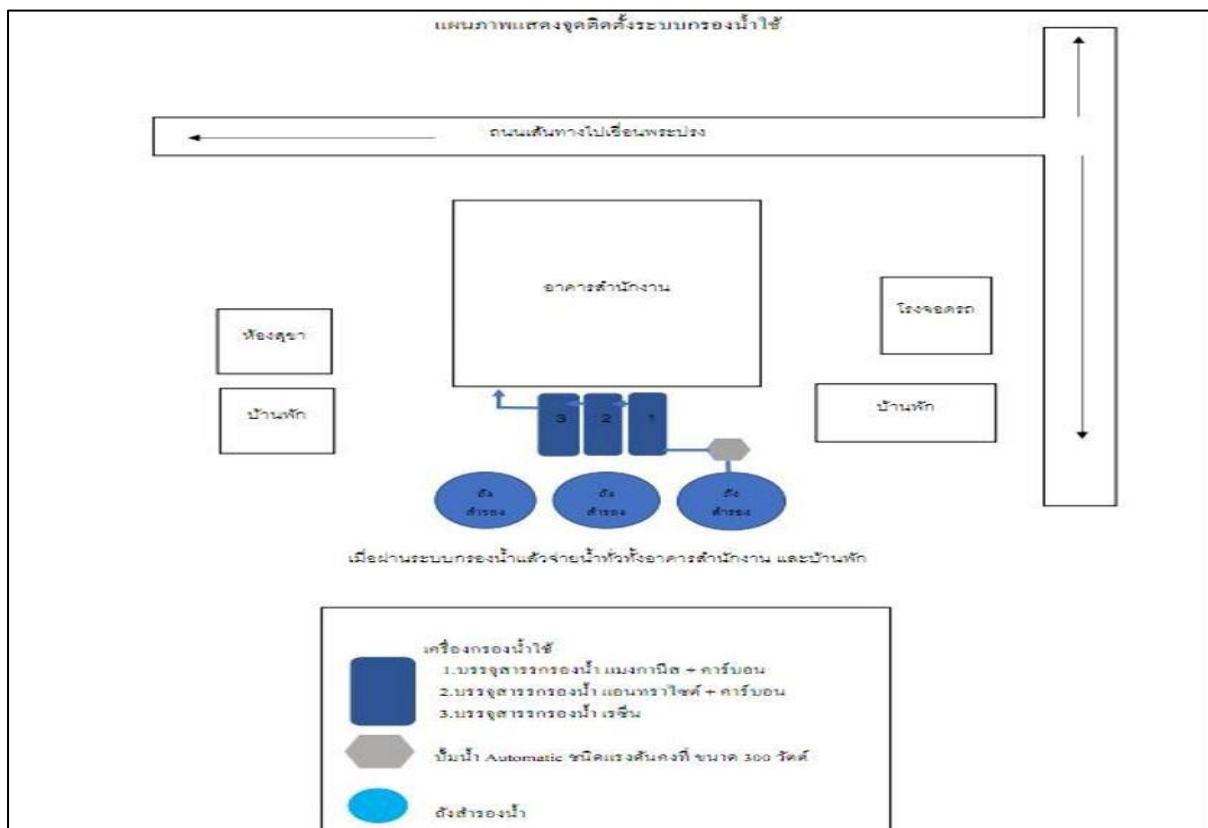 แผนภาพแสดงจุดติดตั้งระบบกรองน้ำใช้
ถนนเส้นทางไปเขื่อนพระปรง
อาคารสำนักงาน
โรงจอดรถ
ห้องสุขา
บ้านพัก
บ้านพัก
3 2 1
ถัง
สำรอง
ถัง
สำรอง
ถัง
สำรอง
เมื่อผ่านระบบกรองน้ำแล้วจ่ายน้ำทั่วทั้งอาคารสำนักงาน และบ้านพัก
เครื่องกรองน้ำใช้
1.บรรจุสารรกรองน้ำ แมงกานีส + คาร์บอน
2.บรรจุสารรกรองน้ำ แอนทราไซต์ + คาร์บอน
3.บรรจุสารรกรองน้ำ เรซิ่น
ปั้มน้ำ Automatic ชนิดแรงดันคงที่ ขนาด 300 วัตต์
ถังสำรองน้ำ